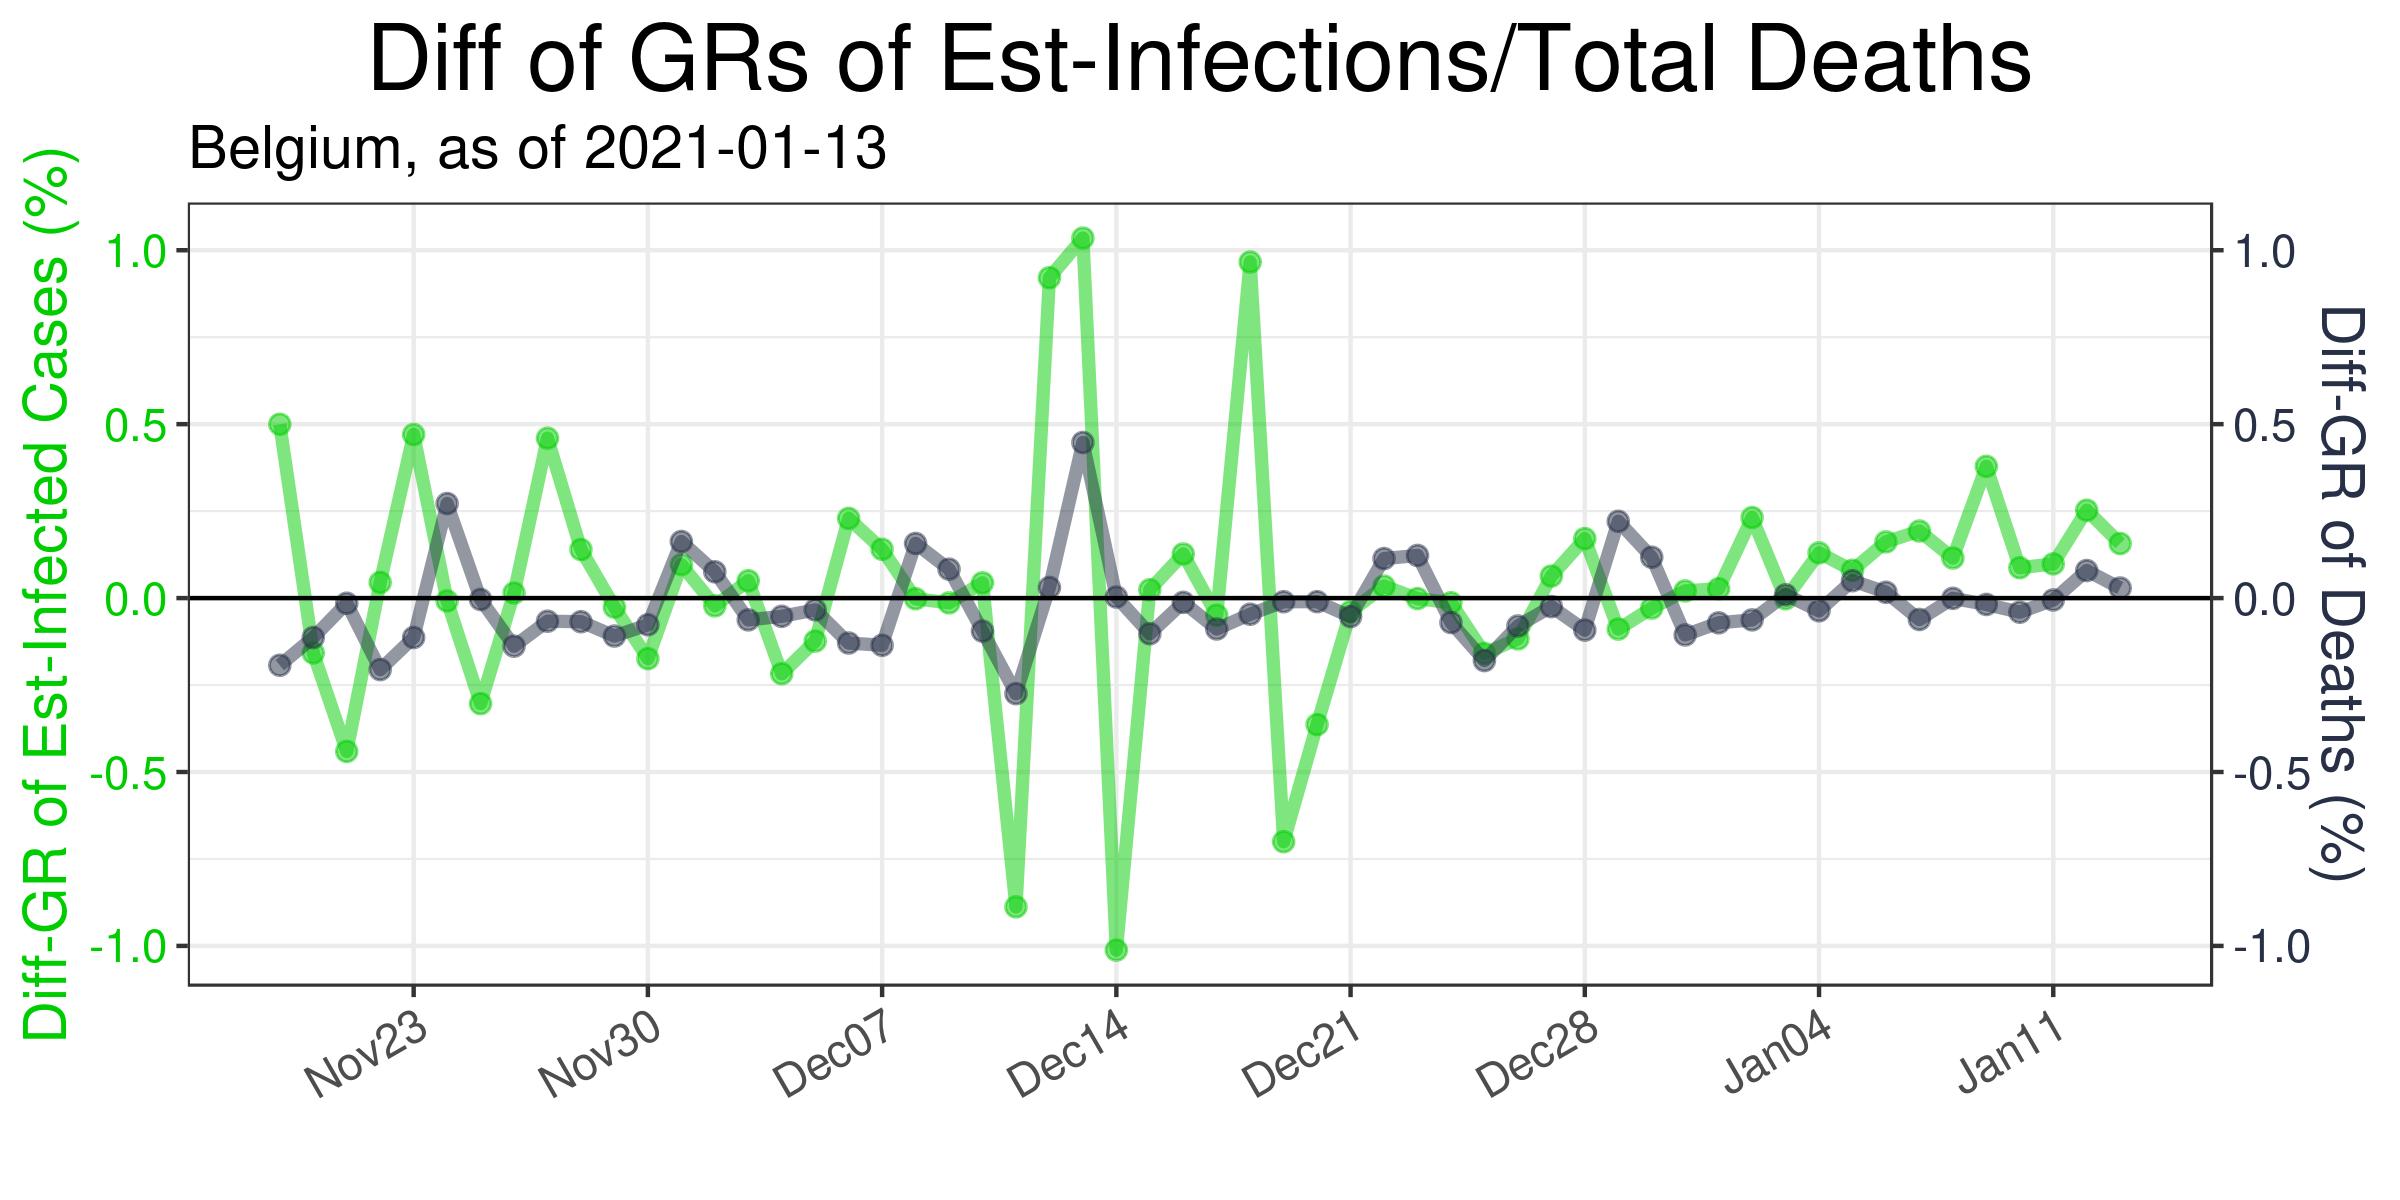 Diff of GRs of Est-Infections/Total Deaths
Belgium, as of 2021-01-13
Diff-GR of Est-Infected Cases (%)
1.0
0.5
0.0
-0.5
-1.0
1.0
0.5
0.0
-0.5
-1.0
Diff-GR of Deaths (%)
Nov23
Nov30
Dec07
Dec14
Dec21
Dec28
Jan04
Jan11